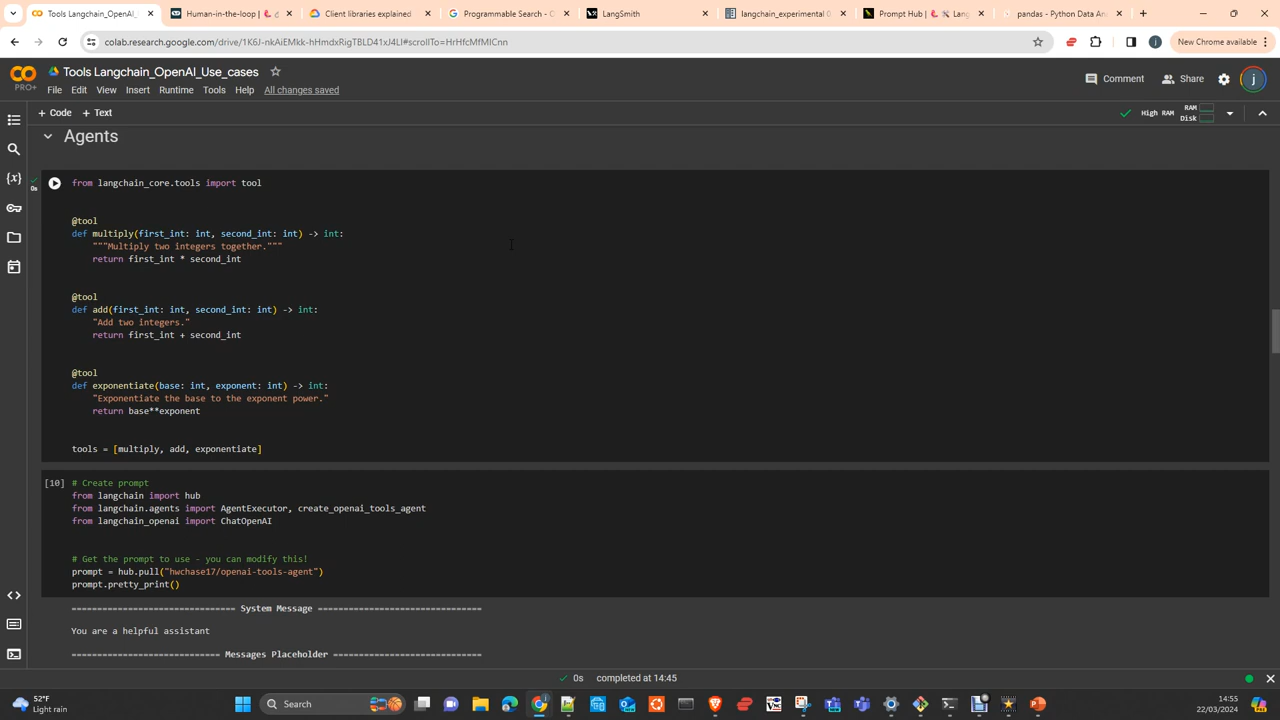 Tools Langchain_OpenAI_Us
Human-in-the-loop |
Client libraries explained
Programmable Search - C
LangSmith
langchain_experimental 0
Prompt Hub | Lang
pandas - Python Data An
colab.research.google.com/drive/1K6J-nkAiEMkk-hHmdxRigTBLD41xJ4LI#scrollTo=HrHfcMfMICnn
j
New Chrome available
PRO+
Tools Langchain_OpenAI_Use_cases
Comment
Share
j
File Edit View Insert Runtime Tools Help All changes saved
+ Code + Text
High RAM
RAM
Disk
Agents
0s
from langchain_core.tools import tool
@tool
def multiply(first_int: int, second_int: int) -> int:
"""Multiply two integers together."""
return first_int * second_int
@tool
def add(first_int: int, second_int: int) -> int:
"Add two integers."
return first_int + second_int
@tool
def exponentiate(base: int, exponent: int) -> int:
"Exponentiate the base to the exponent power."
return base**exponent
tools = [multiply, add, exponentiate]
[10] # Create prompt
from langchain import hub
from langchain.agents import AgentExecutor, create_openai_tools_agent
from langchain_openai import ChatOpenAI
# Get the prompt to use - you can modify this!
prompt = hub.pull("hwchase17/openai-tools-agent")
prompt.pretty_print()
================================ System Message ================================
You are a helpful assistant
============================= Messages Placeholder =============================
0s completed at 14:45
52°F
Light rain
Search
14:55
22/03/2024